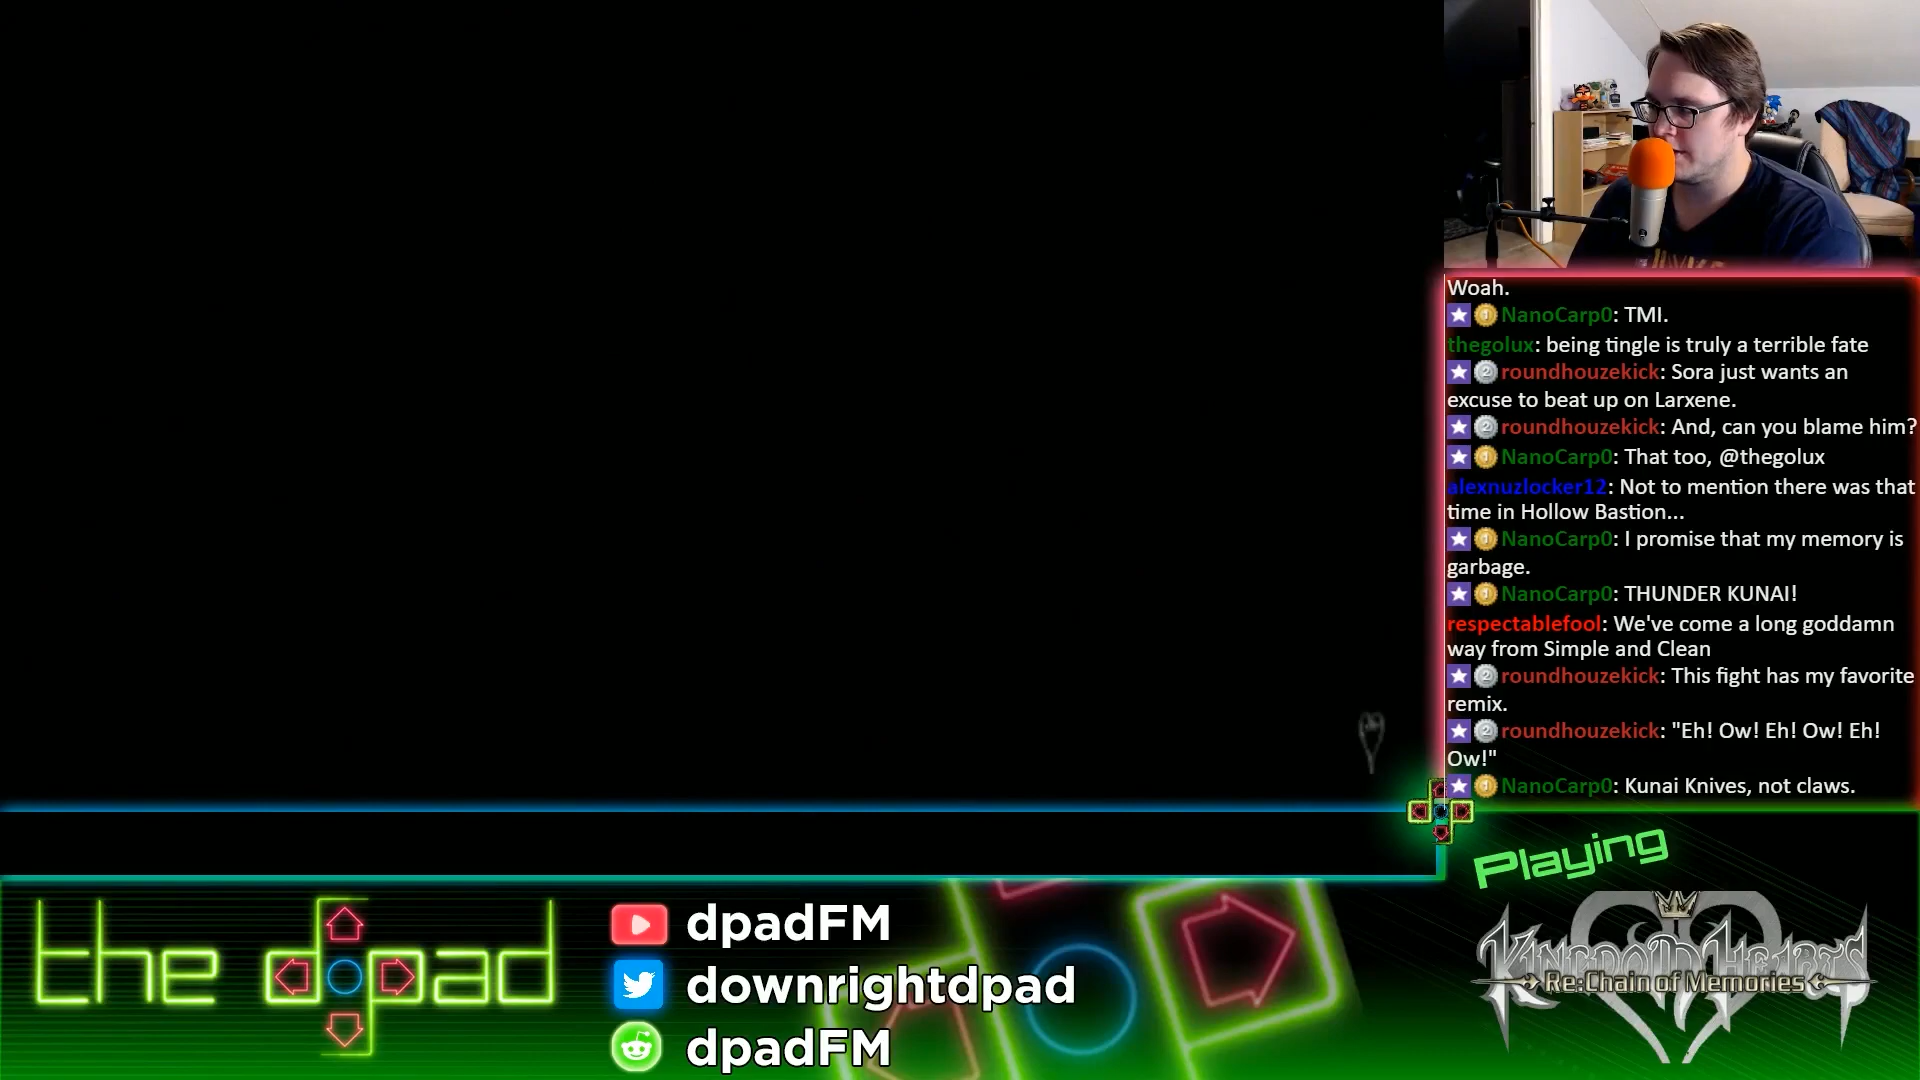 Woah.
NanoCarp0: TMI.
thegolux: being tingle is truly a terrible fate
roundhouzekick: Sora just wants an
excuse to beat up on Larxene.
roundhouzekick: And, can you blame him?
NanoCarp0: That too, @thegolux
alexnuzlocker12: Not to mention there was that
time in Hollow Bastion...
NanoCarp0: I promise that my memory is
garbage.
NanoCarp0: THUNDER KUNAI!
respectablefool: We've come a long goddamn
way from Simple and Clean
roundhouzekick: This fight has my favorite
remix.
roundhouzekick: "Eh! Ow! Eh! Ow! Eh!
Ow!"
NanoCarp0: Kunai Knives, not claws.
Playing
KINGDOM HEARTS
Re:Chain of Memories
the dpad
dpadFM
downrightdpad
dpadFM